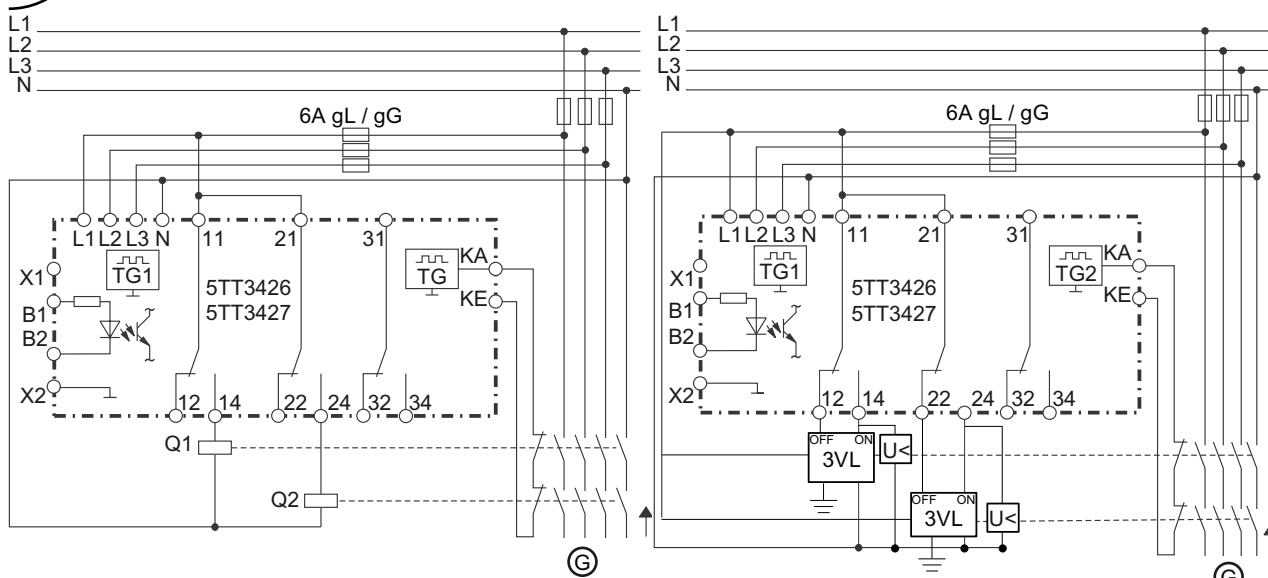 L1
L2
L3
N
6A gL / gG
L1 L2 L3 N 11 21 31
X1
TG1
5TT3426
5TT3427
TG
KA
KE
B1
B2
X2
12 14 22 24 32 34
Q1
Q2
G
L1
L2
L3
N
6A gL / gG
L1 L2 L3 N 11 21 31
X1
TG1
5TT3426
5TT3427
TG2
KA
KE
B1
B2
X2
12 14 22 24 32 34
OFF ON
3VL
U<
OFF ON
3VL
U<
G